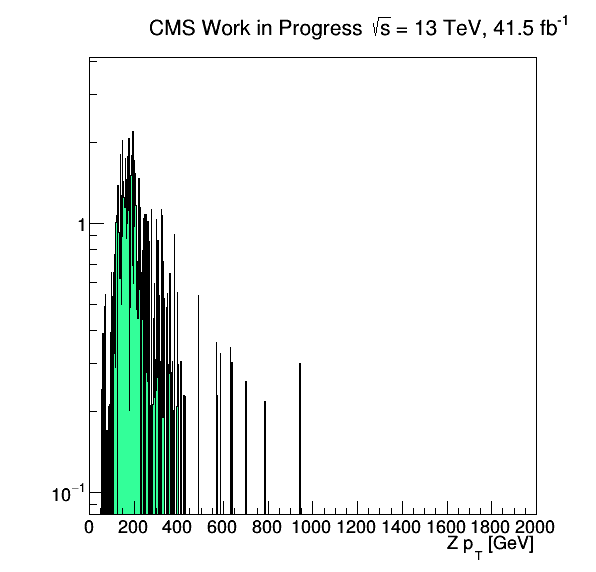 CMS Work in Progress √s = 13 TeV, 41.5 fb⁻¹
1
10⁻¹
0 200 400 600 800 1000 1200 1400 1600 1800 2000
Z p_T [GeV]